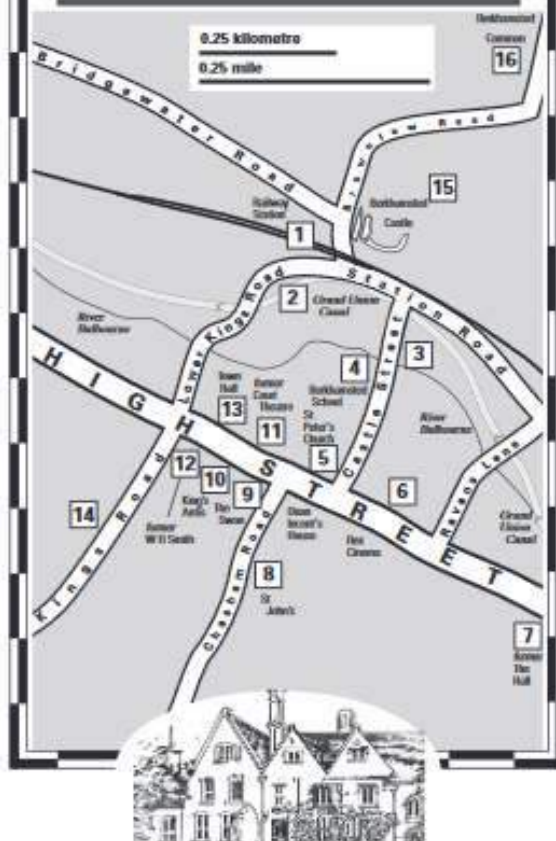 0.25 kilometre
0.25 mile
Berkhamsted
Common
16
Bridgewater Road
Brownlow Road
15
Berkhamsted
Castle
Railway
Station
1
Station Road
2
Grand Union
Canal
Lower Kings Road
River
Bulbourne
3
4
Berkhamsted
School
Castle Street
Town
Hall
13
Former
Court
Theatre
11
St
Peter's
Church
5
River
Bulbourne
HIGH STREET
12
10
King's
Arms
9
The
Swan
6
Ravens Lane
Grand
Union
Canal
14
Kings Road
Former
W H Smith
Dean
Incent's
House
Rex
Cinema
Chesham Road
8
St
John's
7
Former
The
Hall